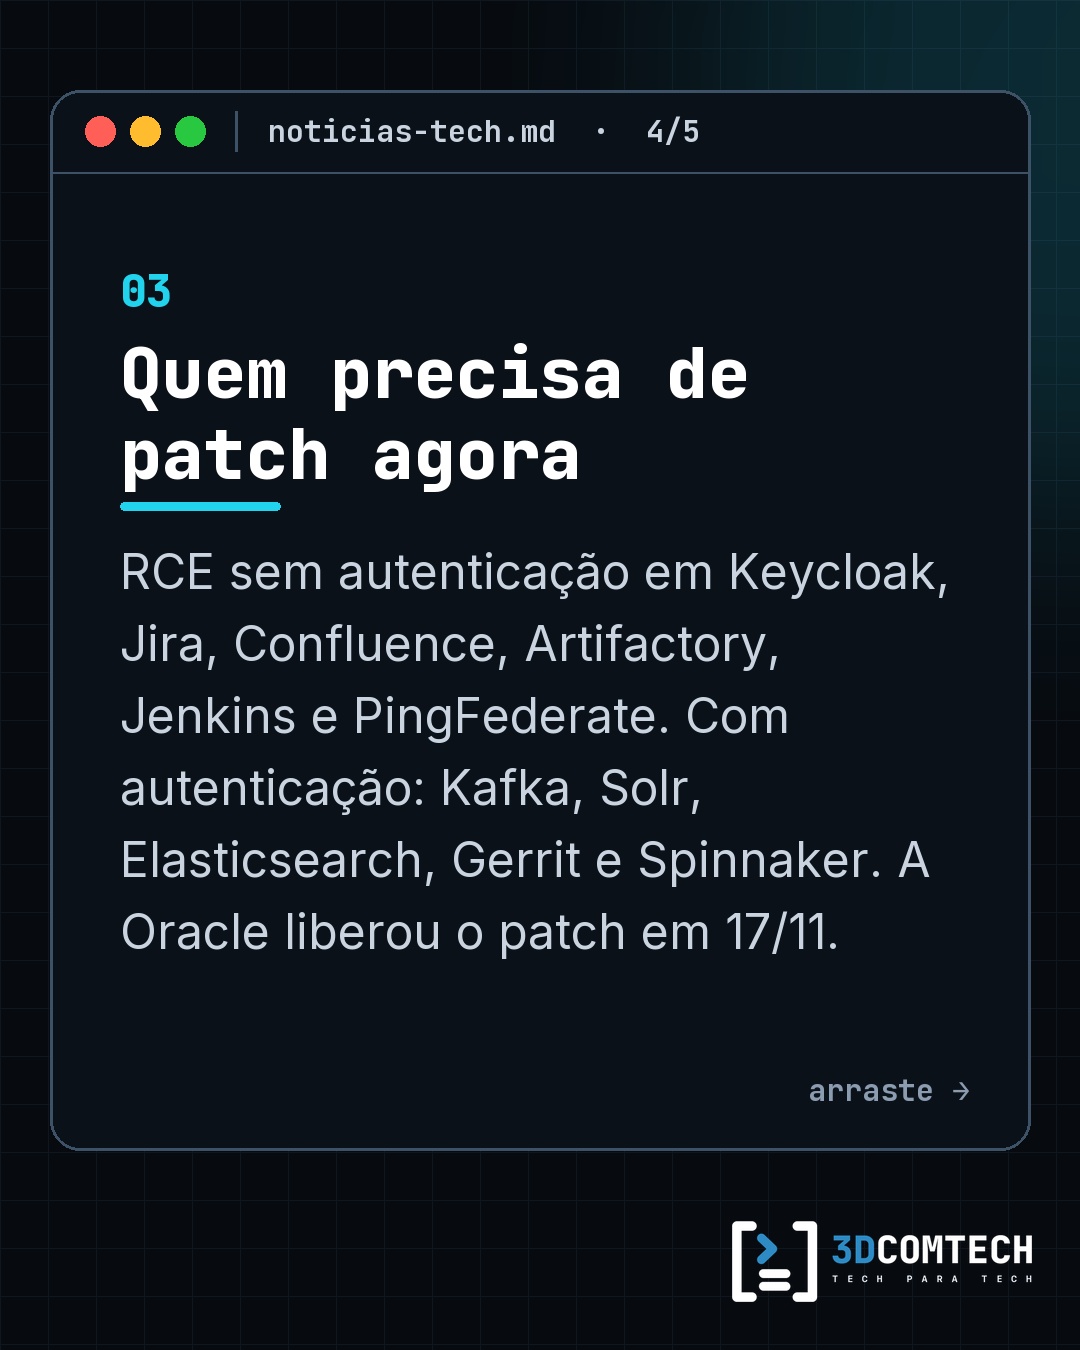 noticias-tech.md · 4/5
03
Quem precisa de
patch agora
RCE sem autenticação em Keycloak,
Jira, Confluence, Artifactory,
Jenkins e PingFederate. Com
autenticação: Kafka, Solr,
Elasticsearch, Gerrit e Spinnaker. A
Oracle liberou o patch em 17/11.
arraste →
3DCOMTECH
TECH PARA TECH